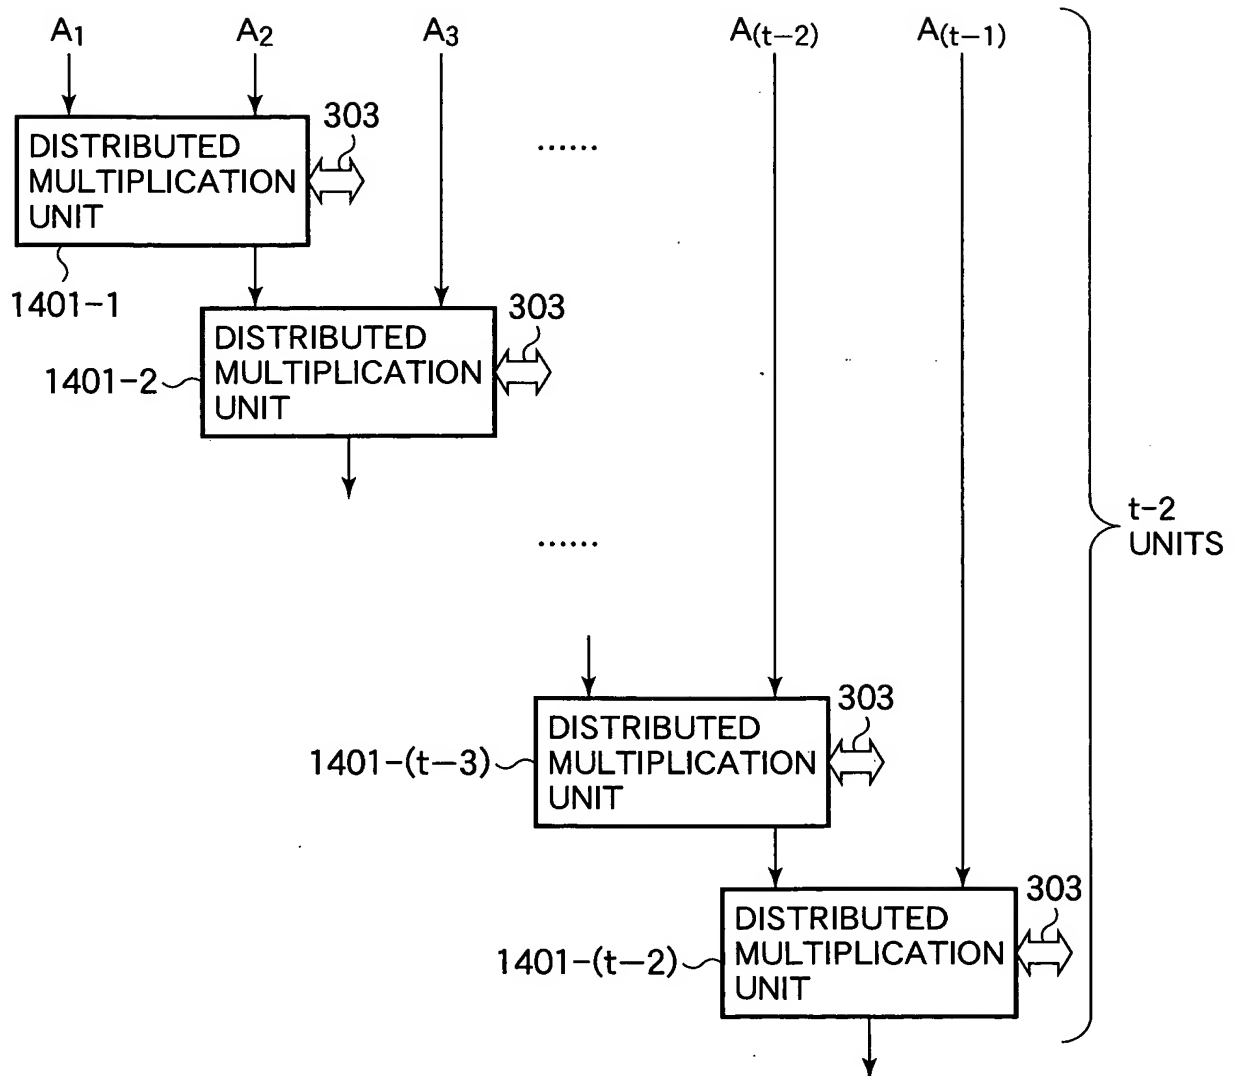 A1 A2 A3 A(t-2) A(t-1)
303
......
DISTRIBUTED
MULTIPLICATION
UNIT
1401-1
303
DISTRIBUTED
MULTIPLICATION
UNIT
1401-2
t-2
UNITS
......
303
DISTRIBUTED
MULTIPLICATION
UNIT
1401-(t-3)
303
DISTRIBUTED
MULTIPLICATION
UNIT
1401-(t-2)